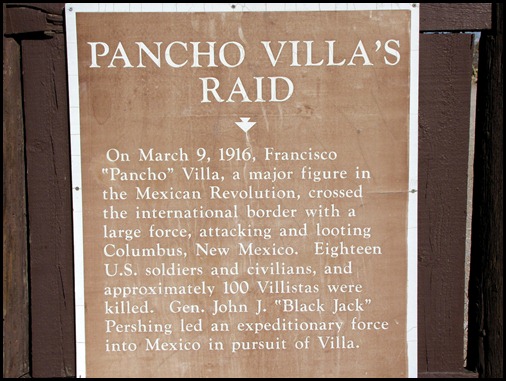 PANCHO VILLA'S
RAID
On March 9, 1916, Francisco
"Pancho" Villa, a major figure in
the Mexican Revolution, crossed
the international border with a
large force, attacking and looting
Columbus, New Mexico. Eighteen
U.S. soldiers and civilians, and
approximately 100 Villistas were
killed. Gen. John J. "Black Jack"
Pershing led an expeditionary force
into Mexico in pursuit of Villa.